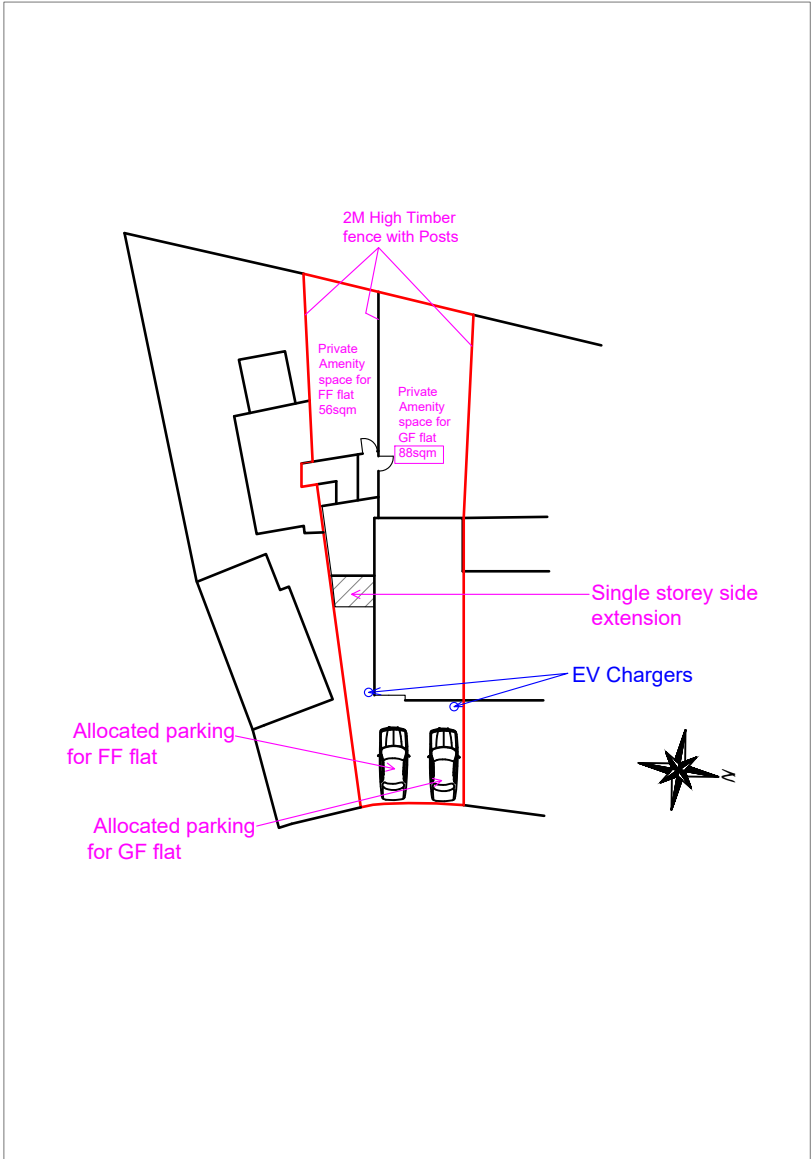 2M High Timber
fence with Posts
Private
Amenity
space for
FF flat
56sqm
Private
Amenity
space for
GF flat
88sqm
Single storey side
extension
EV Chargers
Allocated parking
for FF flat
Allocated parking
for GF flat
N